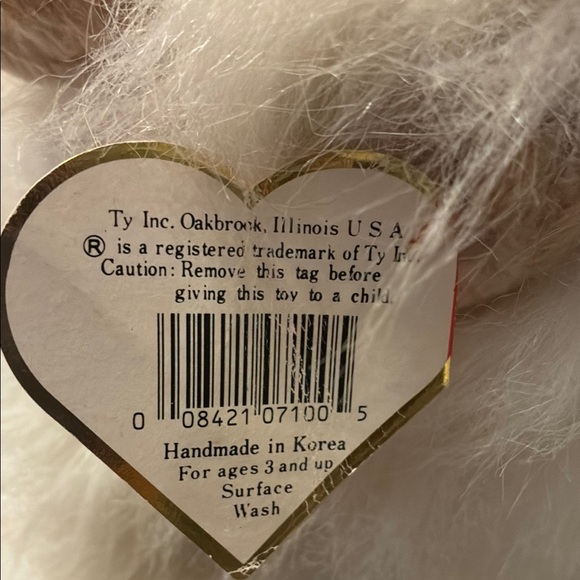 Ty Inc. Oakbrook, Illinois U S A
® is a registered trademark of Ty Inc.
Caution: Remove this tag before
giving this toy to a child.
0 08421 07100 5
Handmade in Korea
For ages 3 and up
Surface
Wash